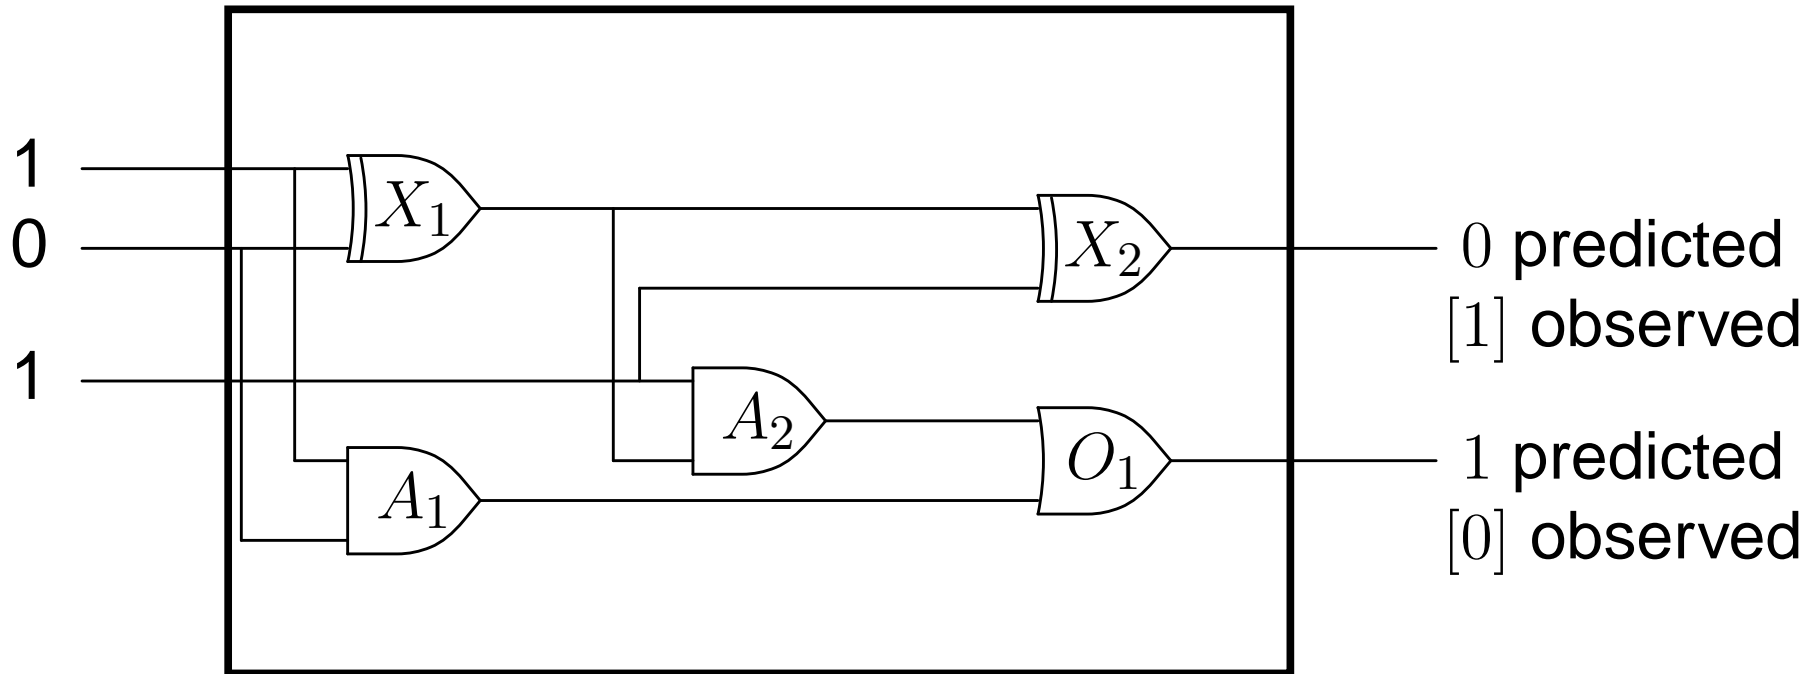 1
0
1
X₁
A₁
A₂
X₂
O₁
0 predicted
[1] observed
1 predicted
[0] observed